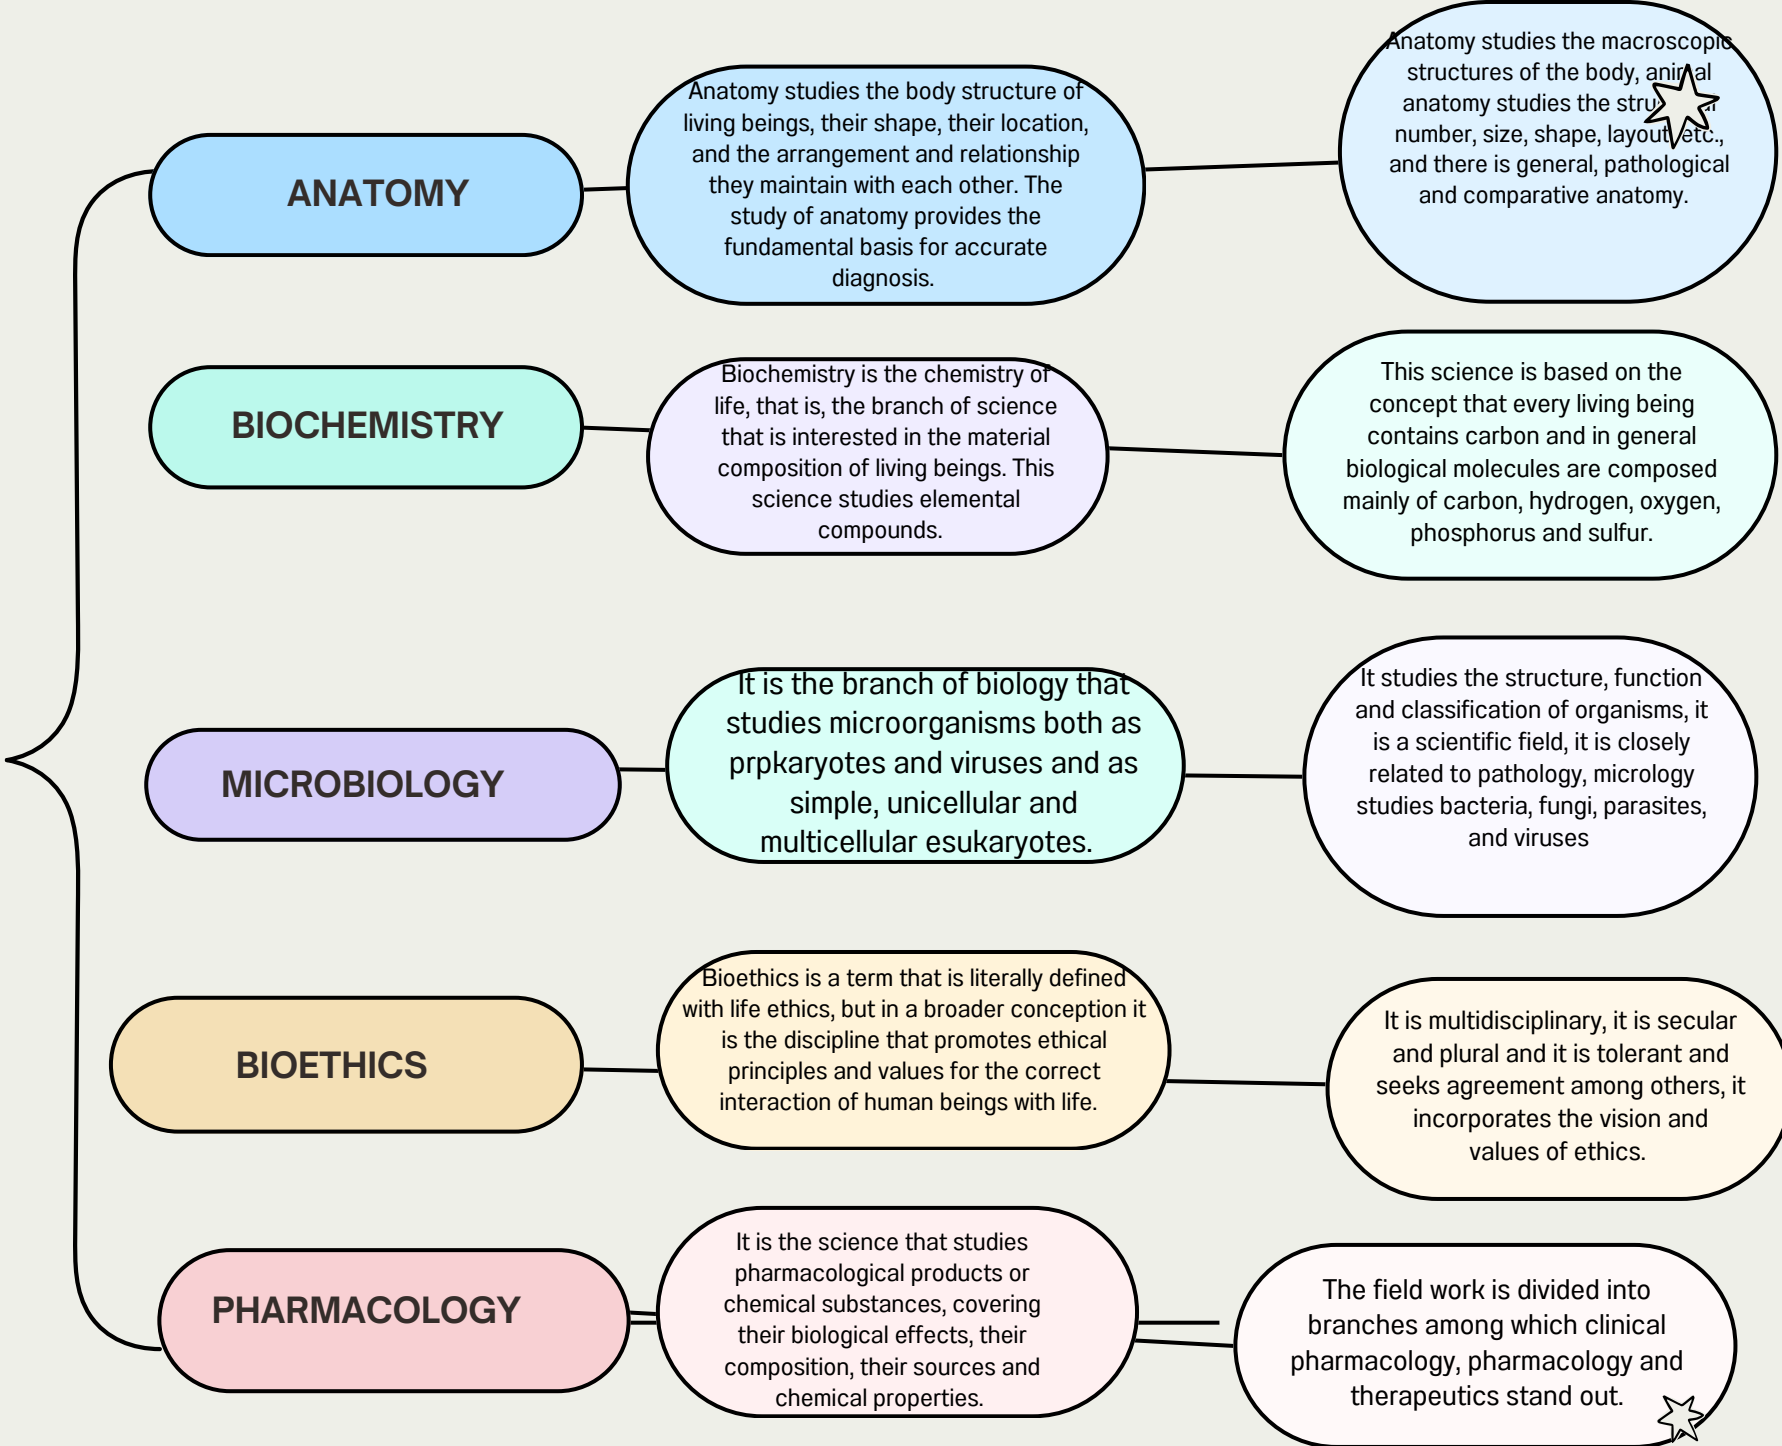 ANATOMY
Anatomy studies the body structure of
living beings, their shape, their location,
and the arrangement and relationship
they maintain with each other. The
study of anatomy provides the
fundamental basis for accurate
diagnosis.
Anatomy studies the macroscopic
structures of the body, animal
anatomy studies the
number, size, shape, layout, etc.,
and there is general, pathological
and comparative anatomy.
BIOCHEMISTRY
Biochemistry is the chemistry of
life, that is, the branch of science
that is interested in the material
composition of living beings. This
science studies elemental
compounds.
This science is based on the
concept that every living being
contains carbon and in general
biological molecules are composed
mainly of carbon, hydrogen, oxygen,
phosphorus and sulfur.
MICROBIOLOGY
It is the branch of biology that
studies microorganisms both as
prpkaryotes and viruses and as
simple, unicellular and
multicellular esukaryotes.
It studies the structure, function
and classification of organisms, it
is a scientific field, it is closely
related to pathology, micrology
studies bacteria, fungi, parasites,
and viruses
BIOETHICS
Bioethics is a term that is literally defined
with life ethics, but in a broader conception it
is the discipline that promotes ethical
principles and values for the correct
interaction of human beings with life.
It is multidisciplinary, it is secular
and plural and it is tolerant and
seeks agreement among others, it
incorporates the vision and
values of ethics.
PHARMACOLOGY
It is the science that studies
pharmacological products or
chemical substances, covering
their biological effects, their
composition, their sources and
chemical properties.
The field work is divided into
branches among which clinical
pharmacology, pharmacology and
therapeutics stand out.